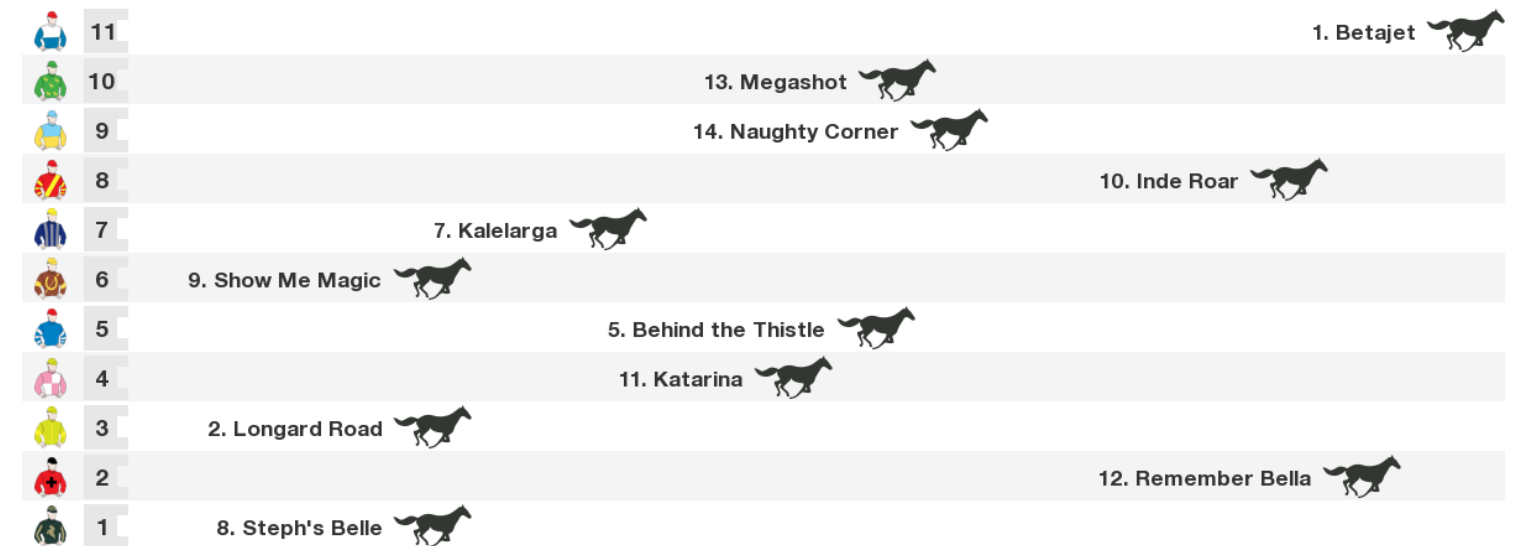 11 1. Betajet
10 13. Megashot
9 14. Naughty Corner
8 10. Inde Roar
7 7. Kalelarga
6 9. Show Me Magic
5 5. Behind the Thistle
4 11. Katarina
3 2. Longard Road
2 12. Remember Bella
1 8. Steph's Belle